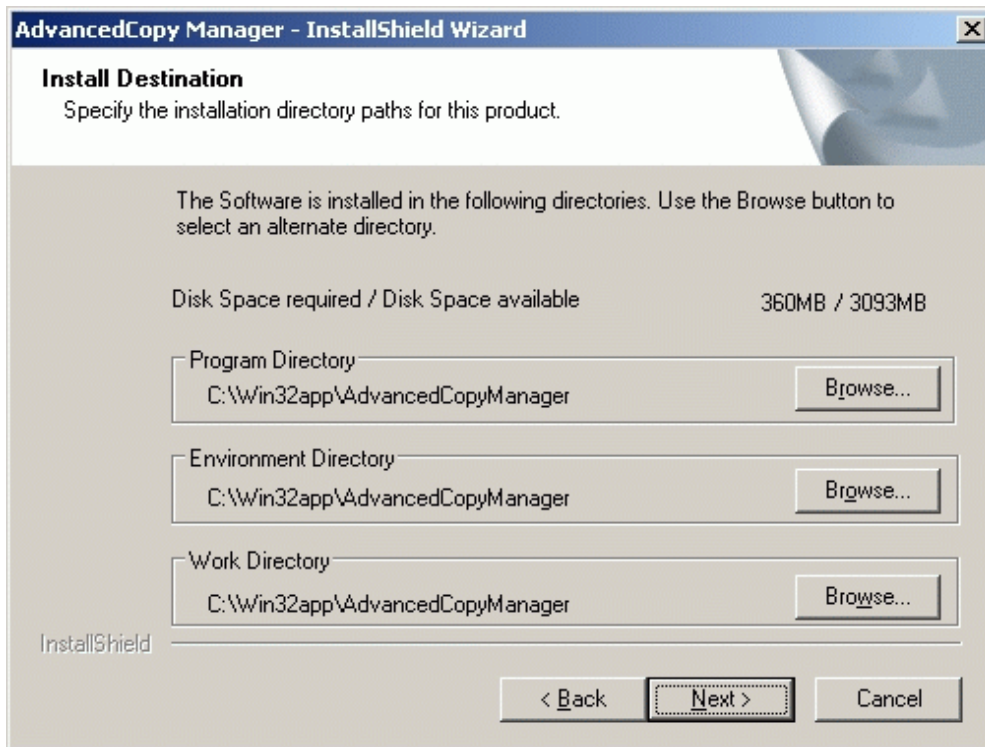 AdvancedCopy Manager - InstallShield Wizard
Install Destination
Specify the installation directory paths for this product.
The Software is installed in the following directories. Use the Browse button to
select an alternate directory.
Disk Space required / Disk Space available 360MB / 3093MB
Program Directory
C:\Win32app\AdvancedCopyManager Browse...
Environment Directory
C:\Win32app\AdvancedCopyManager Browse...
Work Directory
C:\Win32app\AdvancedCopyManager Browse...
InstallShield
< Back Next > Cancel